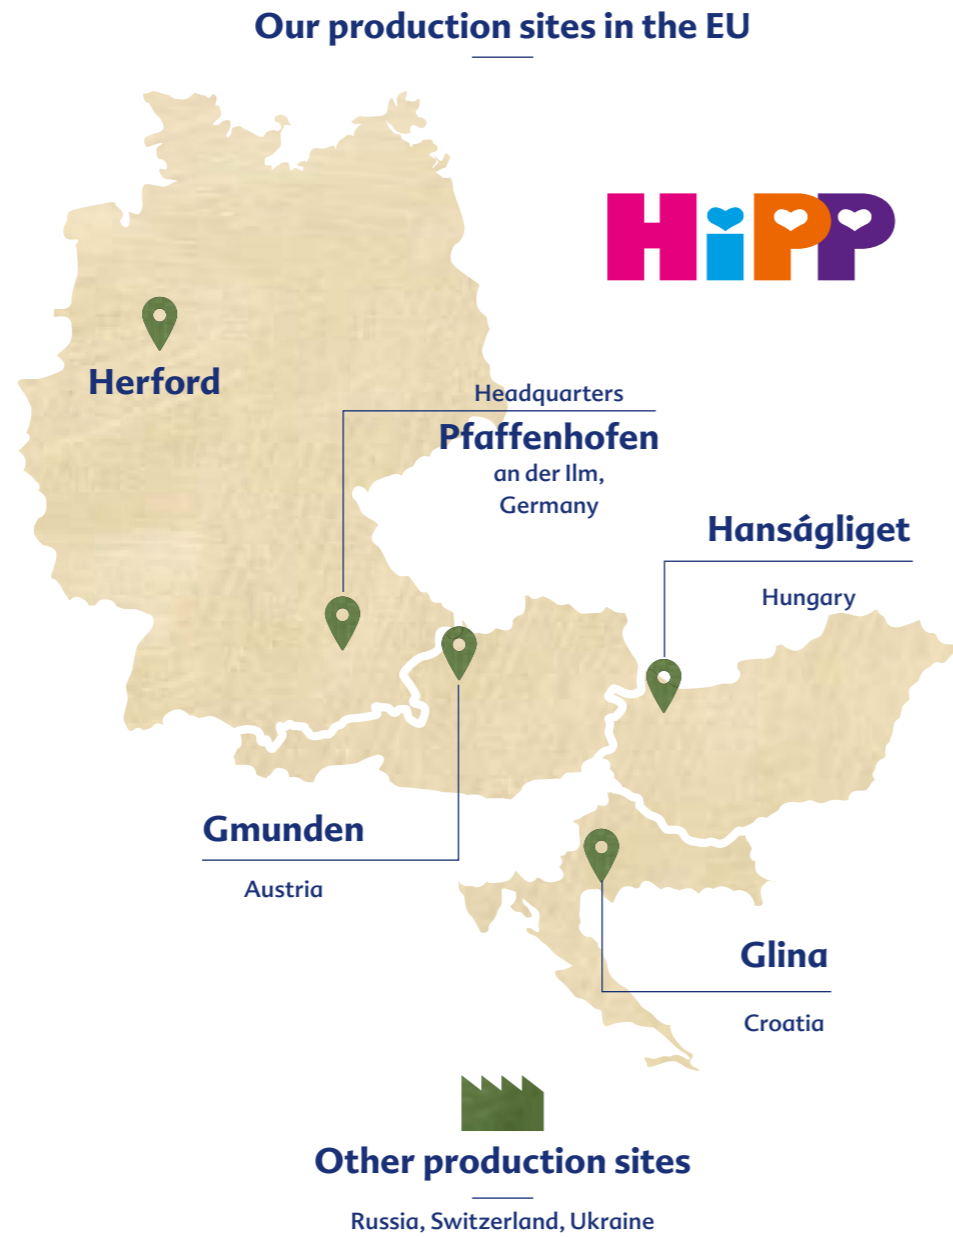 Our production sites in the EU
HiPP
Herford
Headquarters
Pfaffenhofen
an der Ilm,
Germany
Hanságliget
Hungary
Gmunden
Austria
Glina
Croatia
Other production sites
Russia, Switzerland, Ukraine